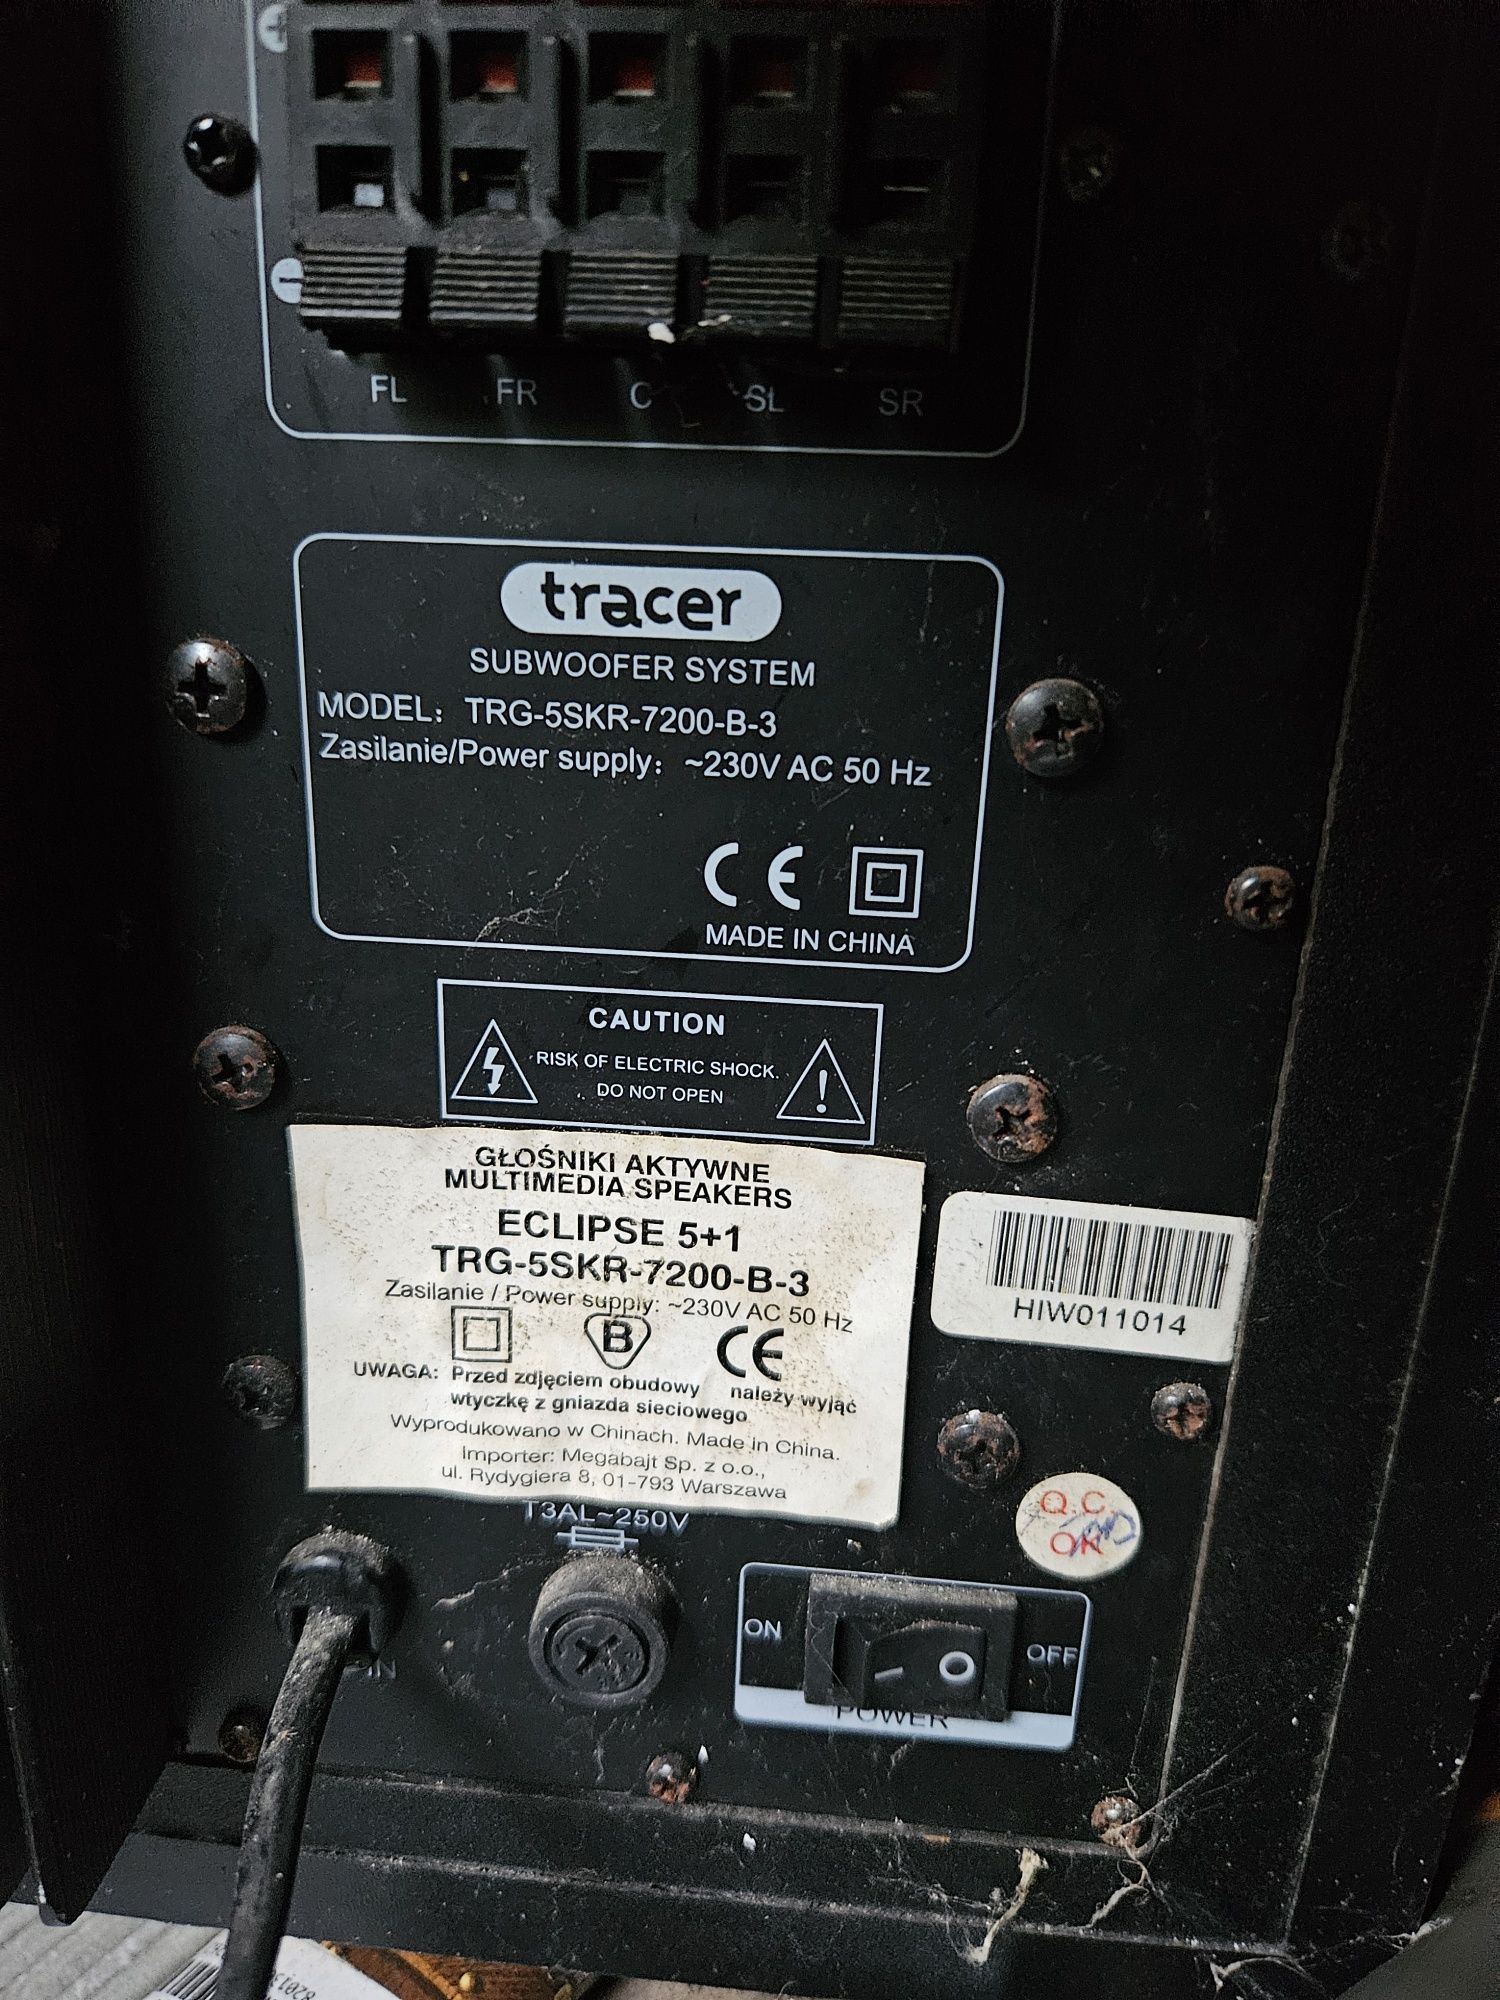 FL FR C SL SR
tracer
SUBWOOFER SYSTEM
MODEL: TRG-5SKR-7200-B-3
Zasilanie/Power supply: ~230V AC 50 Hz
CE
MADE IN CHINA
CAUTION
RISK OF ELECTRIC SHOCK.
DO NOT OPEN
GŁOŚNIKI AKTYWNE
MULTIMEDIA SPEAKERS
ECLIPSE 5+1
TRG-5SKR-7200-B-3
Zasilanie / Power supply: ~230V AC 50 Hz
B CE
UWAGA: Przed zdjęciem obudowy należy wyjąć
wtyczkę z gniazda sieciowego
Wyprodukowano w Chinach. Made in China.
Importer: Megabajt Sp. z o.o.,
ul. Rydygiera 8, 01-793 Warszawa
HIW011014
Q.C
OK
T3AL~250V
ON
OFF
POWER